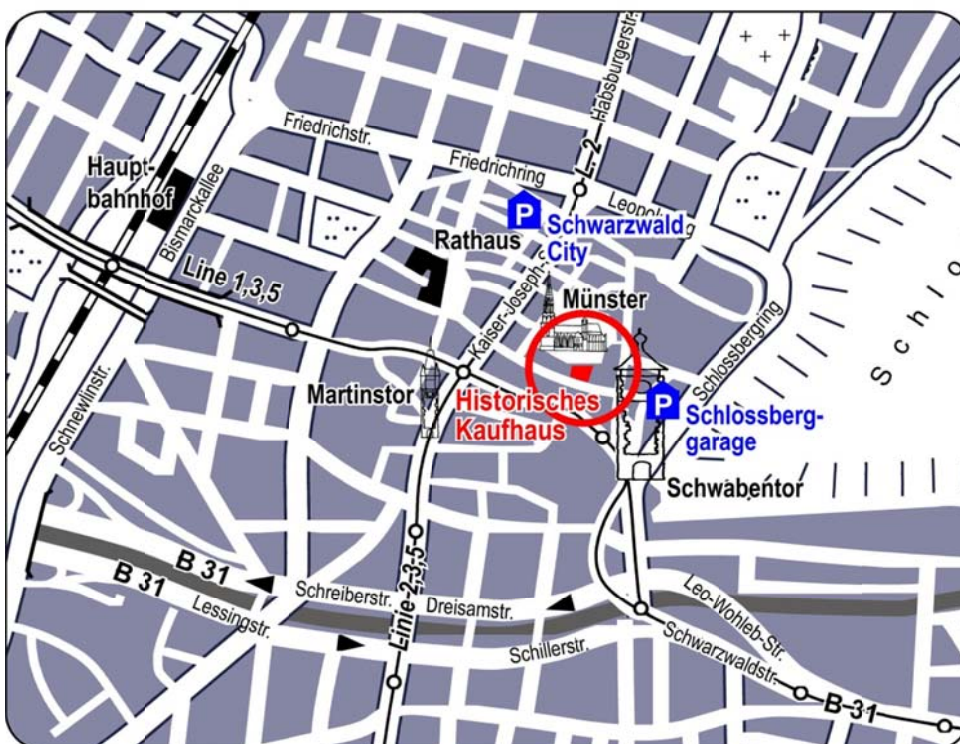 Habsburgerstr.
L. 2
Friedrichstr.
Friedrichring
Haupt-
bahnhof
Bismarckallee
P
Schwarzwald
City
Rathaus
Line 1,3,5
Kaiser-Joseph-S
Münster
Schlossbergring
Martinstor
Historisches
Kaufhaus
P
Schlossberg-
garage
Schwabentor
Schnewlinstr.
B 31
B 31
Lessingstr.
Schreiberstr.
Dreisamstr.
Linie 2,3,5
Schillerstr.
Leo-Wohleb-Str.
Schwarzwaldstr.
B 31